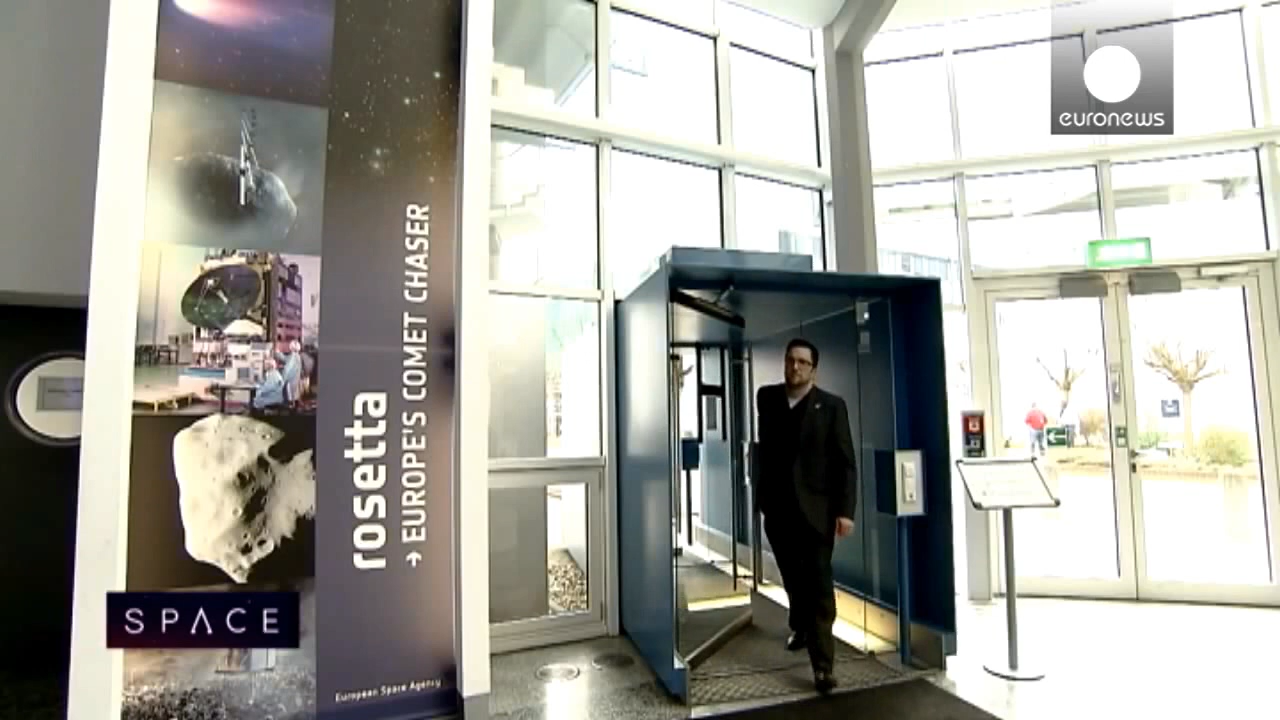 euronews
rosetta
→ EUROPE'S COMET CHASER
SPACE
European Space Agency